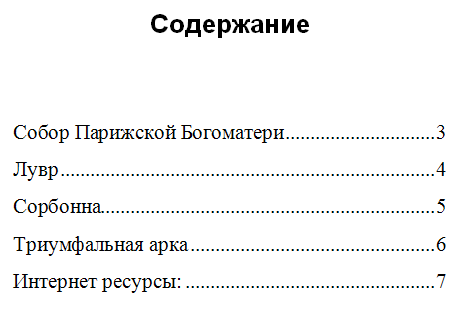 Содержание
Собор Парижской Богоматери..............................3
Лувр...........................................................................4
Сорбонна...................................................................5
Триумфальная арка.................................................6
Интернет ресурсы: ..................................................7